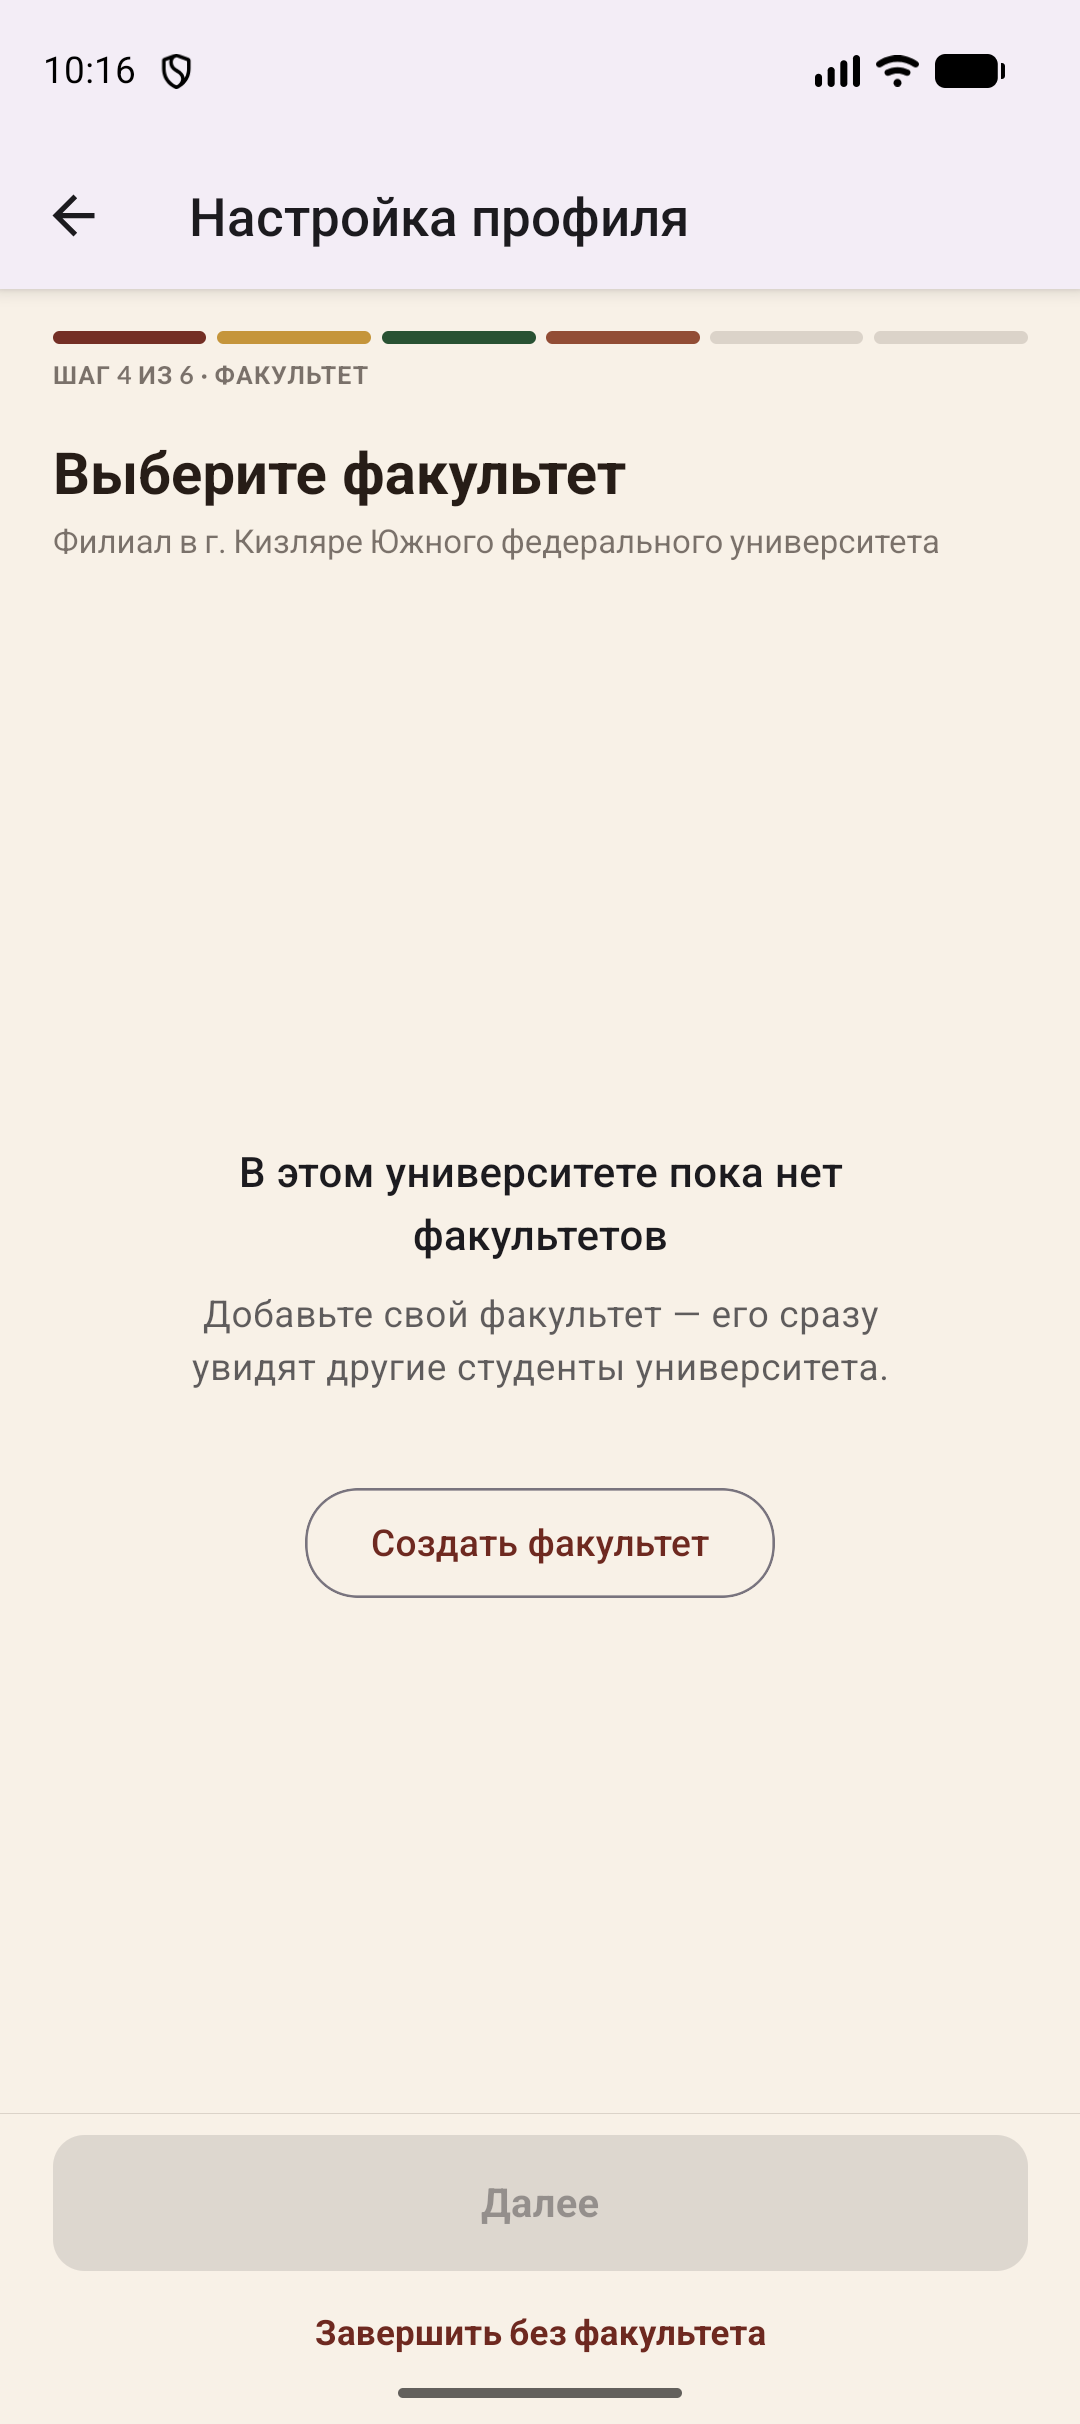 10:16
Настройка профиля
ШАГ 4 ИЗ 6 · ФАКУЛЬТЕТ
Выберите факультет
Филиал в г. Кизляре Южного федерального университета
В этом университете пока нет
факультетов
Добавьте свой факультет — его сразу
увидят другие студенты университета.
Создать факультет
Далее
Завершить без факультета